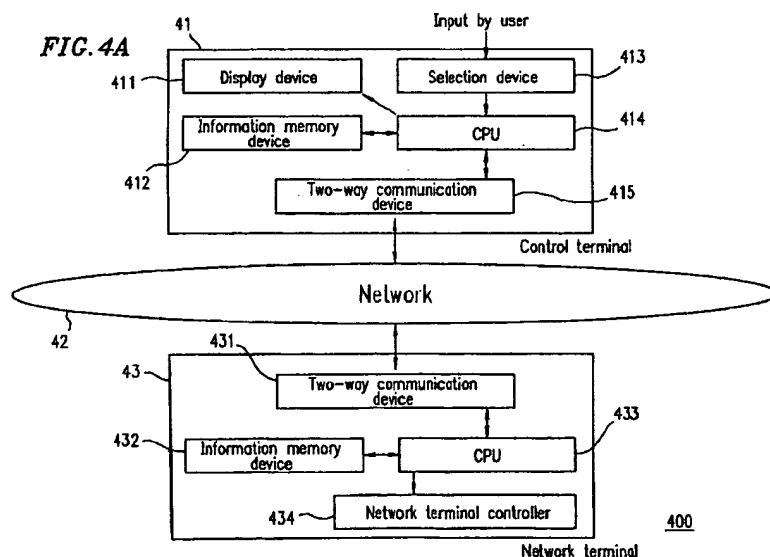 FIG. 4A
41
Input by user
411
Display device
Selection device
413
Information memory
device
412
CPU
414
Two-way communication
device
415
Control terminal
Network
42
43
431
Two-way communication
device
432
Information memory
device
CPU
433
434
Network terminal controller
400
Network terminal